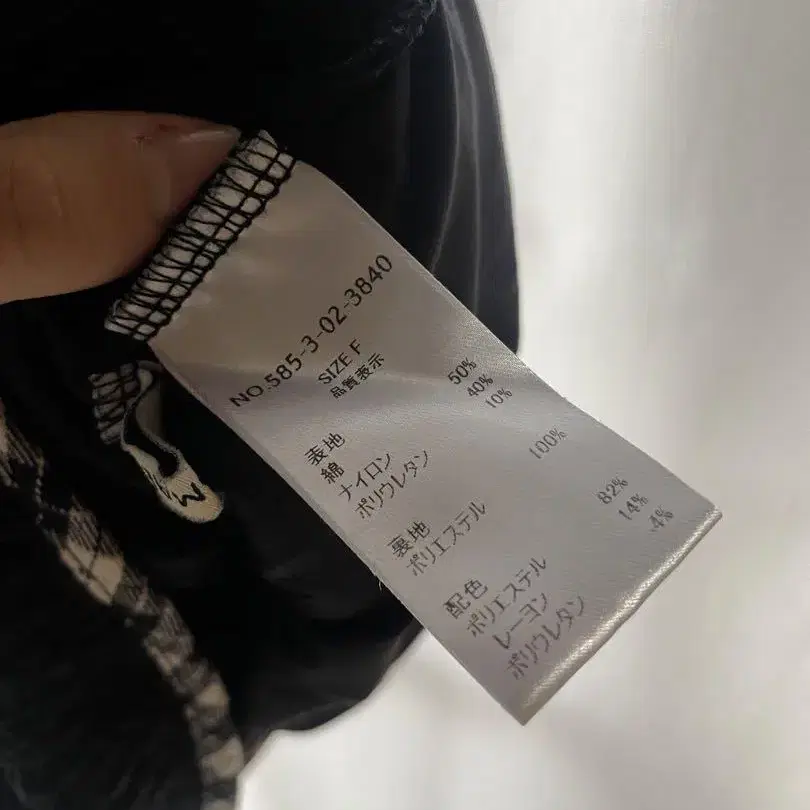 NO.585-3-02-3840
SIZE F
品質表示
表地
綿 50%
ナイロン 40%
ポリウレタン 10%
裏地
ポリエステル 100%
配色
ポリエステル 82%
レーヨン 14%
ポリウレタン 4%
M